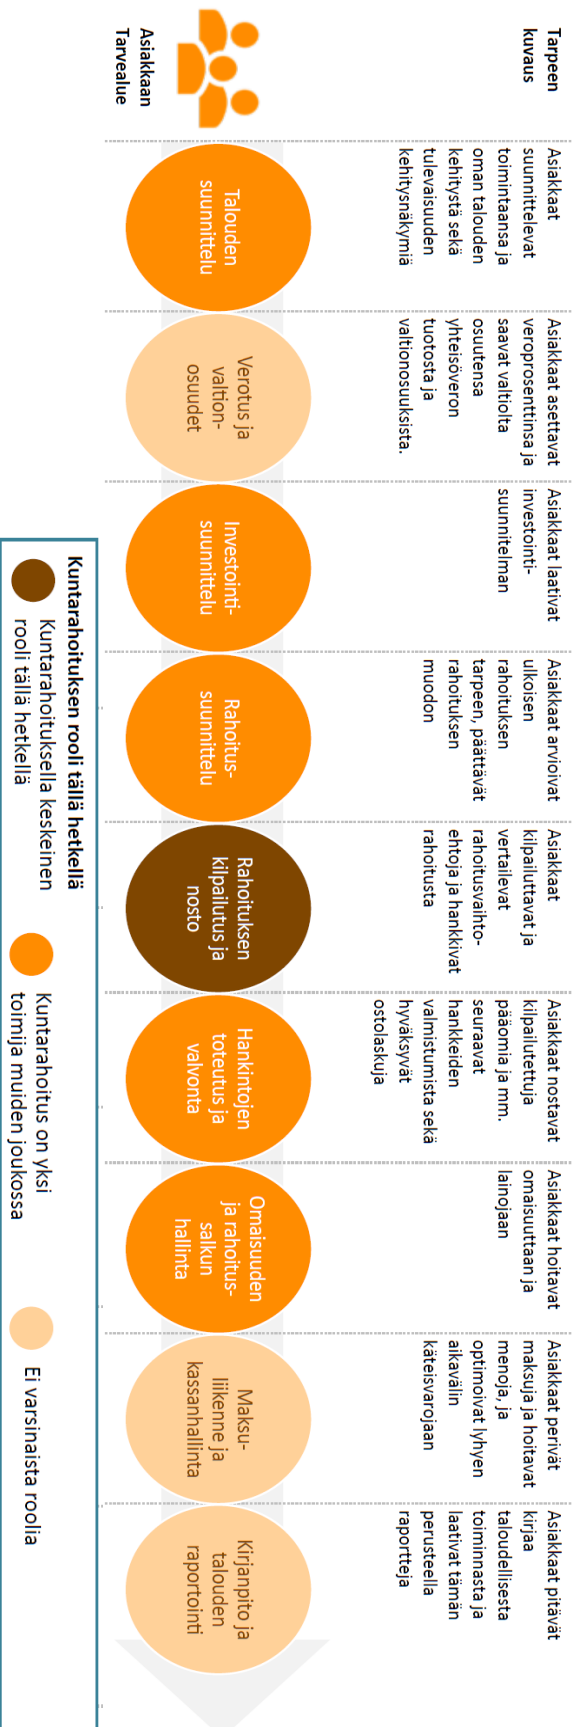 Tarpeen
kuvaus
Asiakkaat
suunnittelevat
toimintaansa ja
oman talouden
kehitystä sekä
tulevaisuuden
kehitysnäkymiä
Asiakkaat asettavat
veroprosenttinsa ja
saavat valtiolta
osuutensa
yhteisöveron
tuotosta ja
valtionosuuksista.
Asiakkaat laativat
investointi-
suunnitelman
Asiakkaat arvioivat
ulkoisen
rahoituksen
tarpeen, päättävät
rahoituksen
muodon
Asiakkaat
kilpailuttavat ja
vertailevat
rahoitusvaihto-
ehtoja ja hankkivat
rahoitusta
Asiakkaat nostavat
kilpailutettuja
pääomia ja mm.
seuraavat
hankkeiden
valmistumista sekä
hyväksyvät
ostolaskuja
Asiakkaat hoitavat
omaisuuttaan ja
lainojaan
Asiakkaat perivät
maksuja ja hoitavat
menoja, ja
optimoivat lyhyen
aikavälin
käteisvarojaan
Asiakkaat pitävät
kirjaa
taloudellisesta
toiminnasta ja
laativat tämän
perusteella
raportteja
Asiakkaan
Tarvealue
Talouden
suunnittelu
Verotus ja
valtion-
osuudet
Investointi-
suunnittelu
Rahoitus-
suunnittelu
Rahoituksen
kilpailutus ja
nosto
Hankintojen
toteutus ja
valvonta
Omaisuuden
ja rahoitus-
salkun
hallinta
Maksu-
liikenne ja
kassanhallinta
Kirjanpito ja
talouden
raportointi
Kuntarahoituksen rooli tällä hetkellä
Kuntarahoituksella keskeinen
rooli tällä hetkellä
Kuntarahoitus on yksi
toimija muiden joukossa
Ei varsinaista roolia